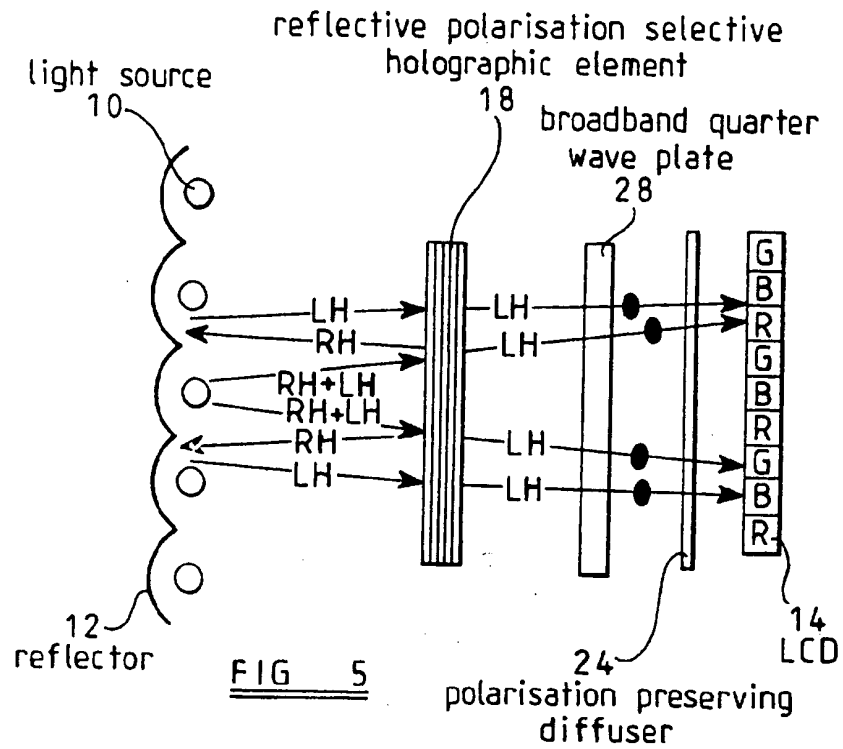 reflective polarisation selective
holographic element
18
light source
10
broadband quarter
wave plate
28
LH
RH
RH+LH
RH+LH
RH
LH
LH
LH
LH
LH
G
B
R
G
B
R
G
B
R
12
reflector
FIG 5
24
polarisation preserving
diffuser
14
LCD